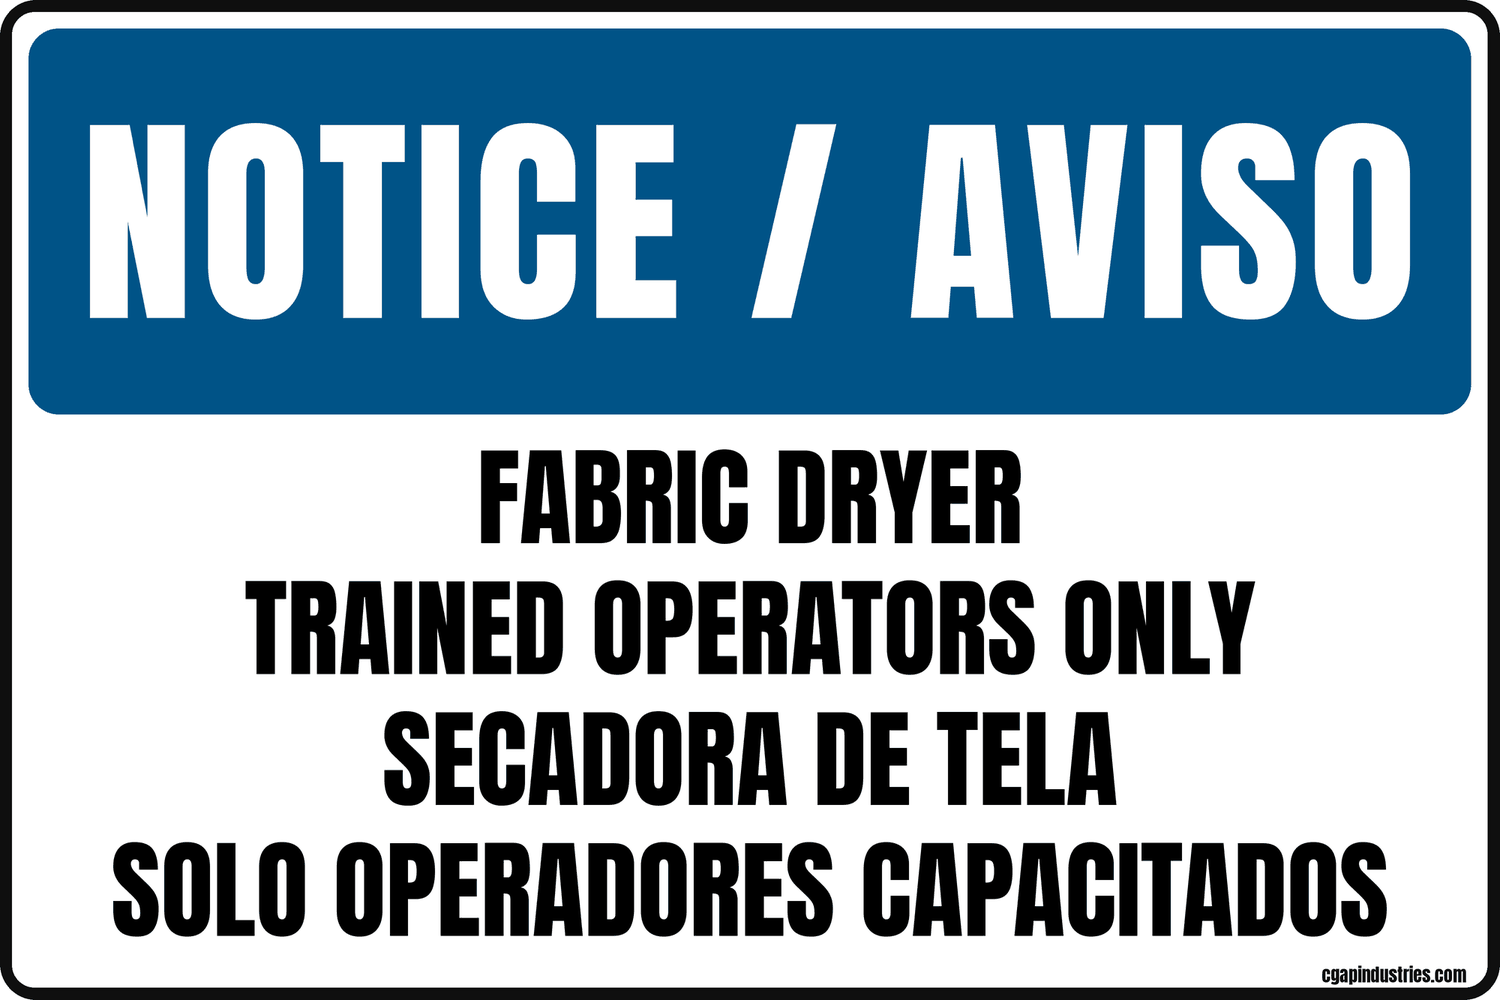 NOTICE / AVISO
FABRIC DRYER
TRAINED OPERATORS ONLY
SECADORA DE TELA
SOLO OPERADORES CAPACITADOS
cgapindustries.com